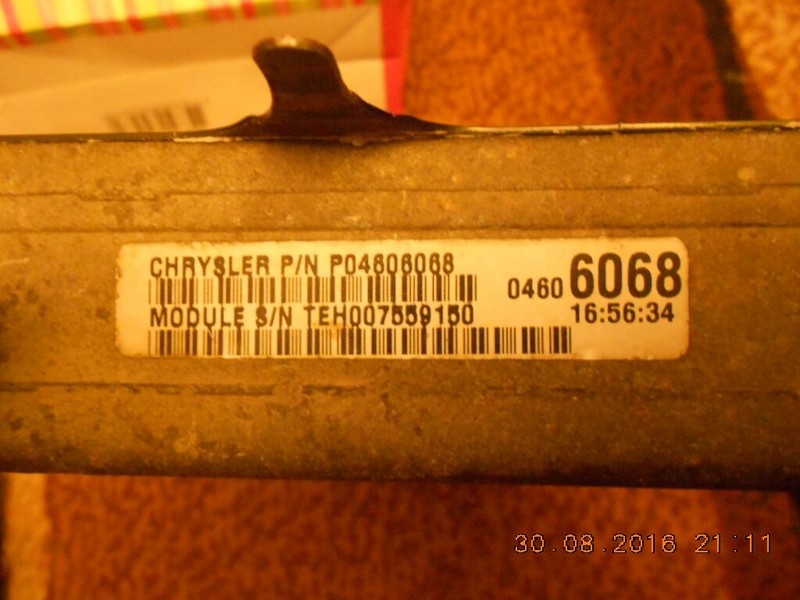 CHRYSLER P/N P04606068
0460 6068
MODULE S/N TEH007559150
16:56:34
30.08.2016 21:11